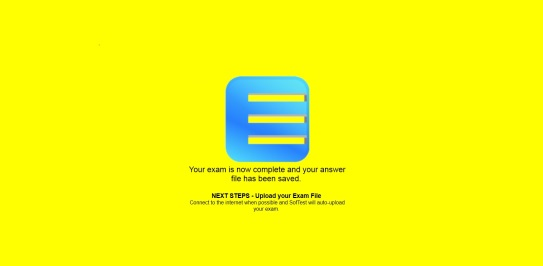 Your exam is now complete and your answer
file has been saved.
NEXT STEPS - Upload your Exam File
Connect to the internet when possible and SofTest will auto-upload
your exam.